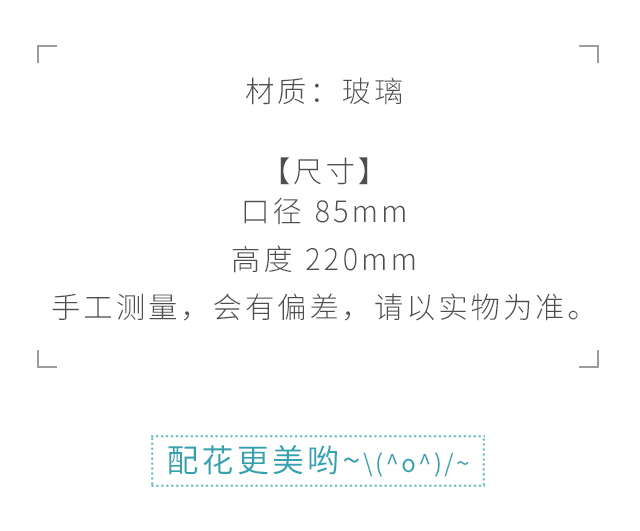 材质：玻璃
【尺寸】
口径 85mm
高度 220mm
手工测量，会有偏差，请以实物为准。
配花更美哟~\(^o^)/~